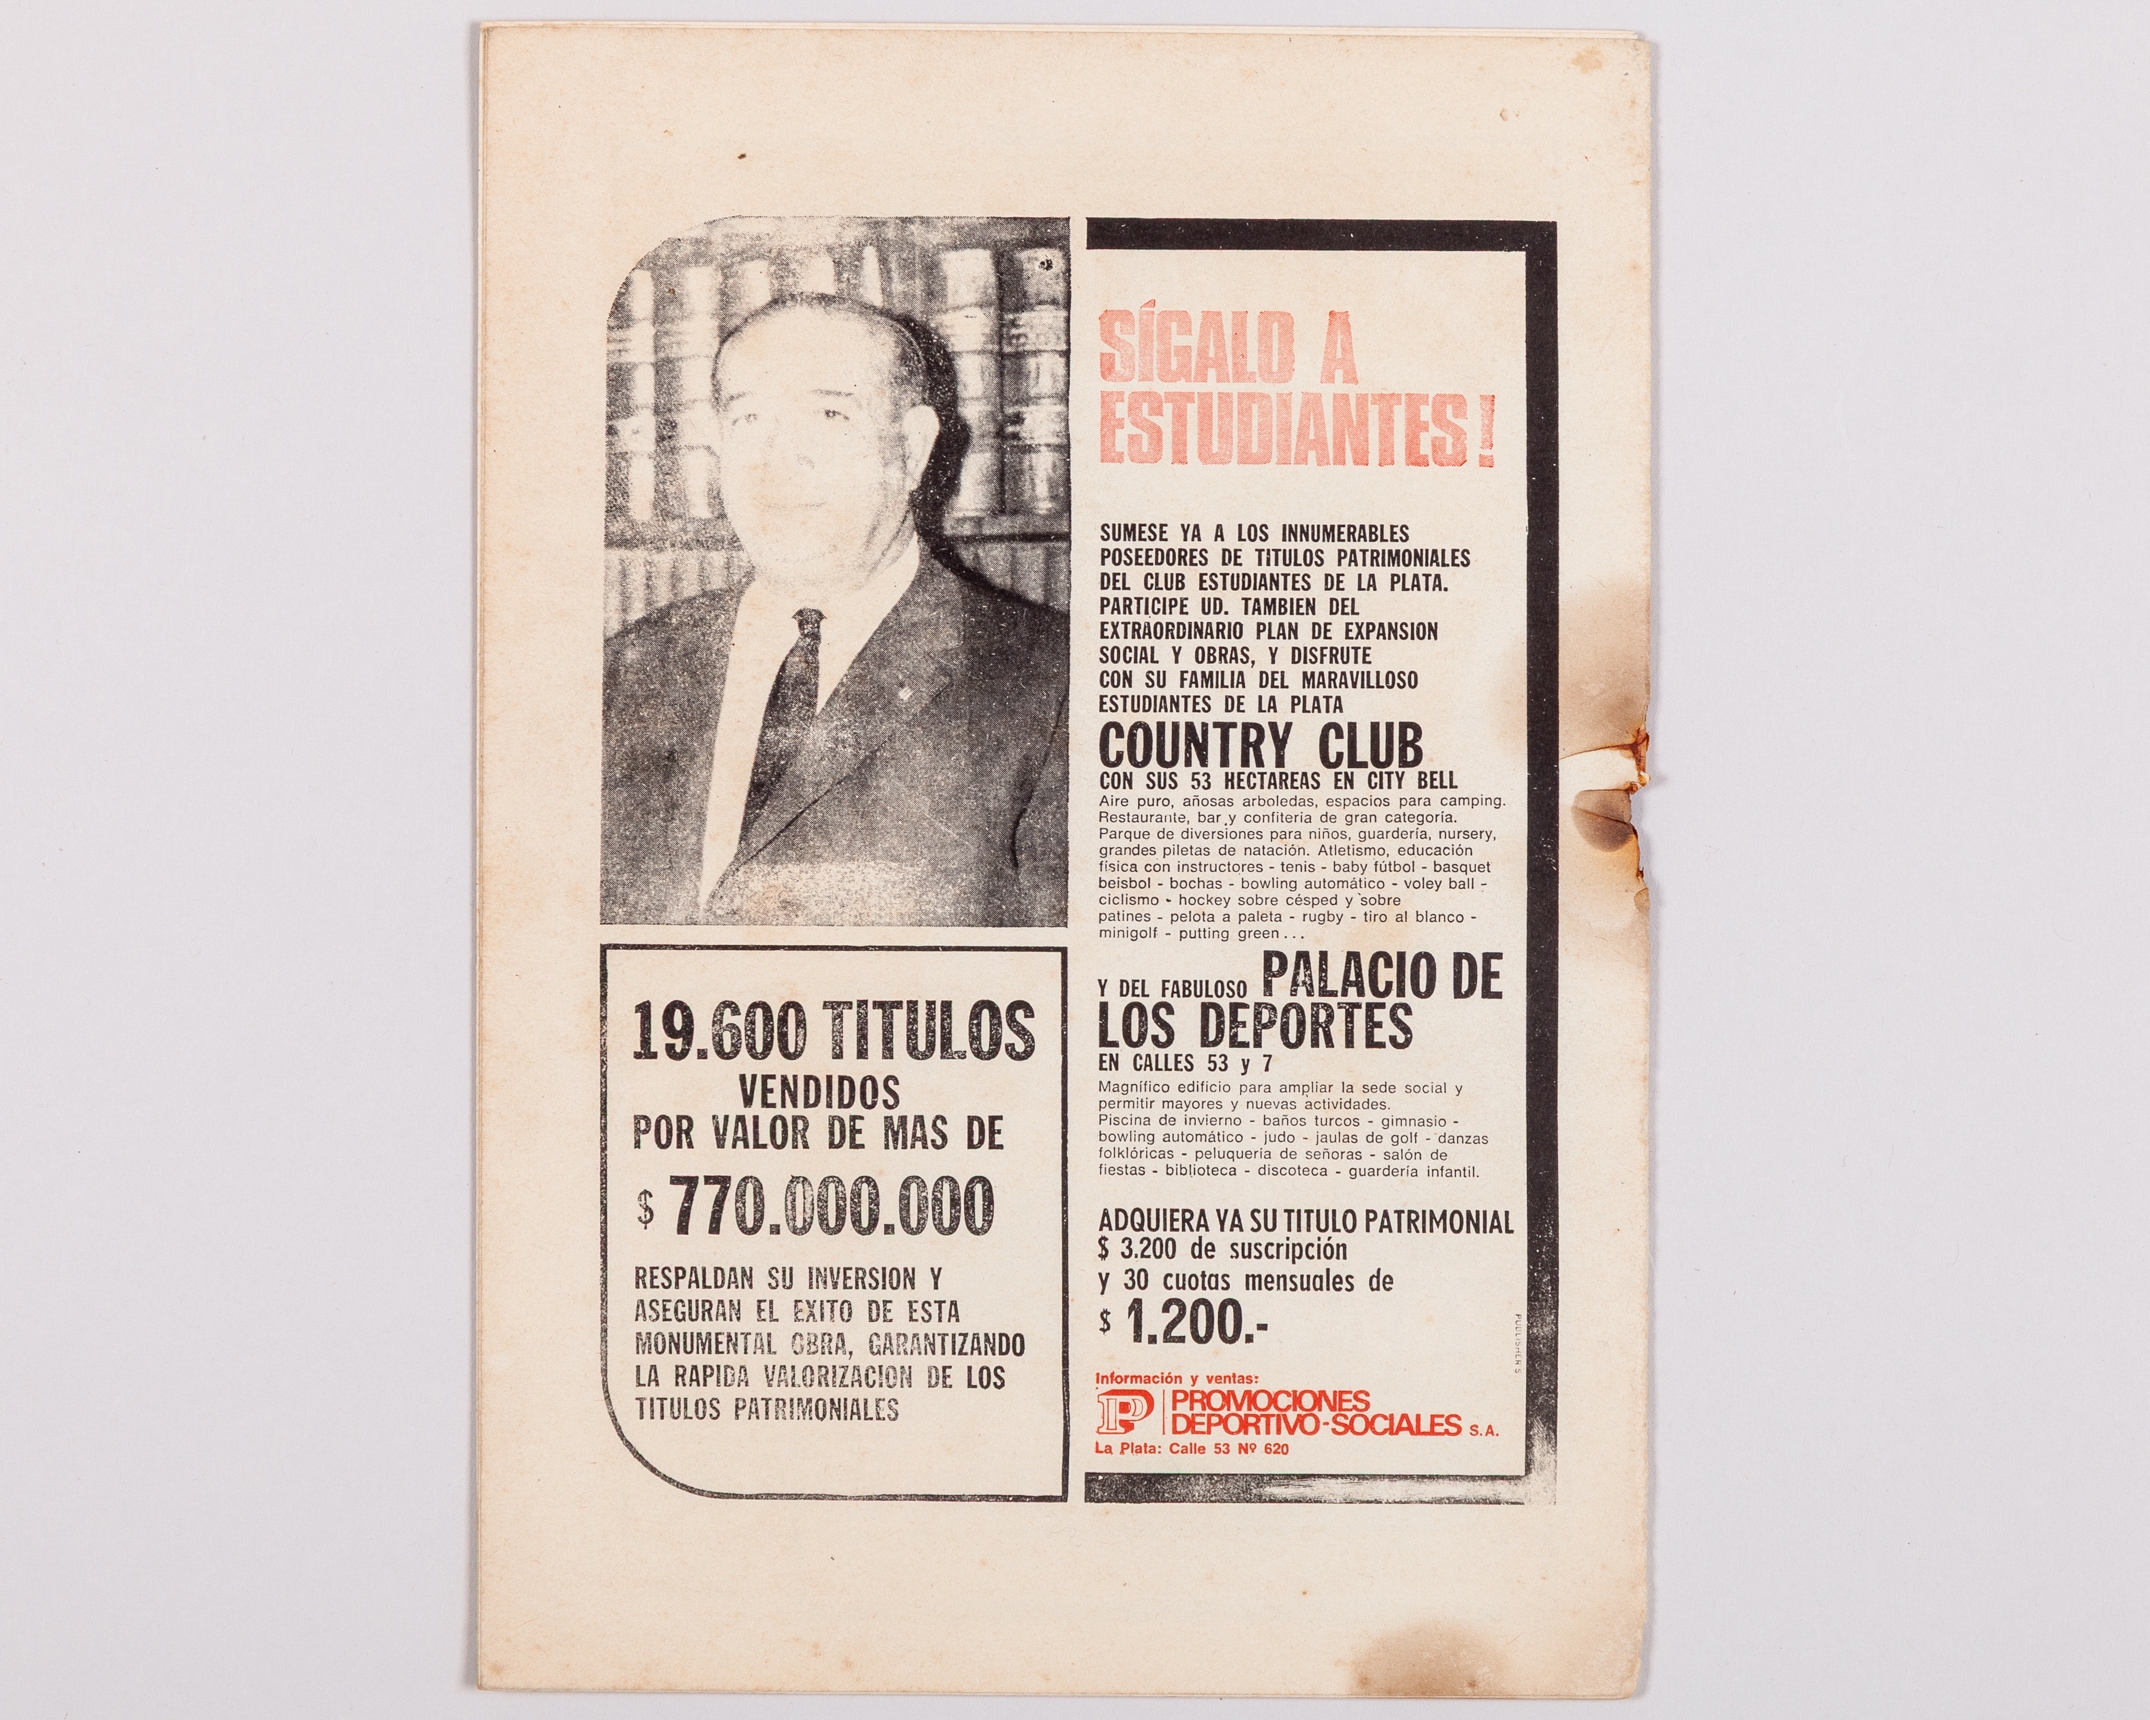 19.600 TITULOS
VENDIDOS
POR VALOR DE MAS DE
$ 770.000.000
RESPALDAN SU INVERSION Y
ASEGURAN EL EXITO DE ESTA
MONUMENTAL OBRA, GARANTIZANDO
LA RAPIDA VALORIZACION DE LOS
TITULOS PATRIMONIALES
SÍGALO A
ESTUDIANTES!
SUMESE YA A LOS INNUMERABLES
POSEEDORES DE TITULOS PATRIMONIALES
DEL CLUB ESTUDIANTES DE LA PLATA.
PARTICIPE UD. TAMBIEN DEL
EXTRAORDINARIO PLAN DE EXPANSION
SOCIAL Y OBRAS, Y DISFRUTE
CON SU FAMILIA DEL MARAVILLOSO
ESTUDIANTES DE LA PLATA
COUNTRY CLUB
CON SUS 53 HECTAREAS EN CITY BELL
Aire puro, añosas arboledas, espacios para camping.
Restaurante, bar y confitería de gran categoría.
Parque de diversiones para niños, guardería, nursery,
grandes piletas de natación. Atletismo, educación
física con instructores - tenis - baby fútbol - basquet
beisbol - bochas - bowling automático - voley ball -
ciclismo - hockey sobre césped y sobre
patines - pelota a paleta - rugby - tiro al blanco -
minigolf - putting green...
Y DEL FABULOSO PALACIO DE
LOS DEPORTES
EN CALLES 53 y 7
Magnífico edificio para ampliar la sede social y
permitir mayores y nuevas actividades.
Piscina de invierno - baños turcos - gimnasio -
bowling automático - judo - jaulas de golf - danzas
folklóricas - peluquería de señoras - salón de
fiestas - biblioteca - discoteca - guardería infantil.
ADQUIERA YA SU TITULO PATRIMONIAL
$ 3.200 de suscripción
y 30 cuotas mensuales de
$ 1.200.-
PUBLISHER'S
Información y ventas:
P PROMOCIONES
DEPORTIVO-SOCIALES S.A.
La Plata: Calle 53 Nº 620